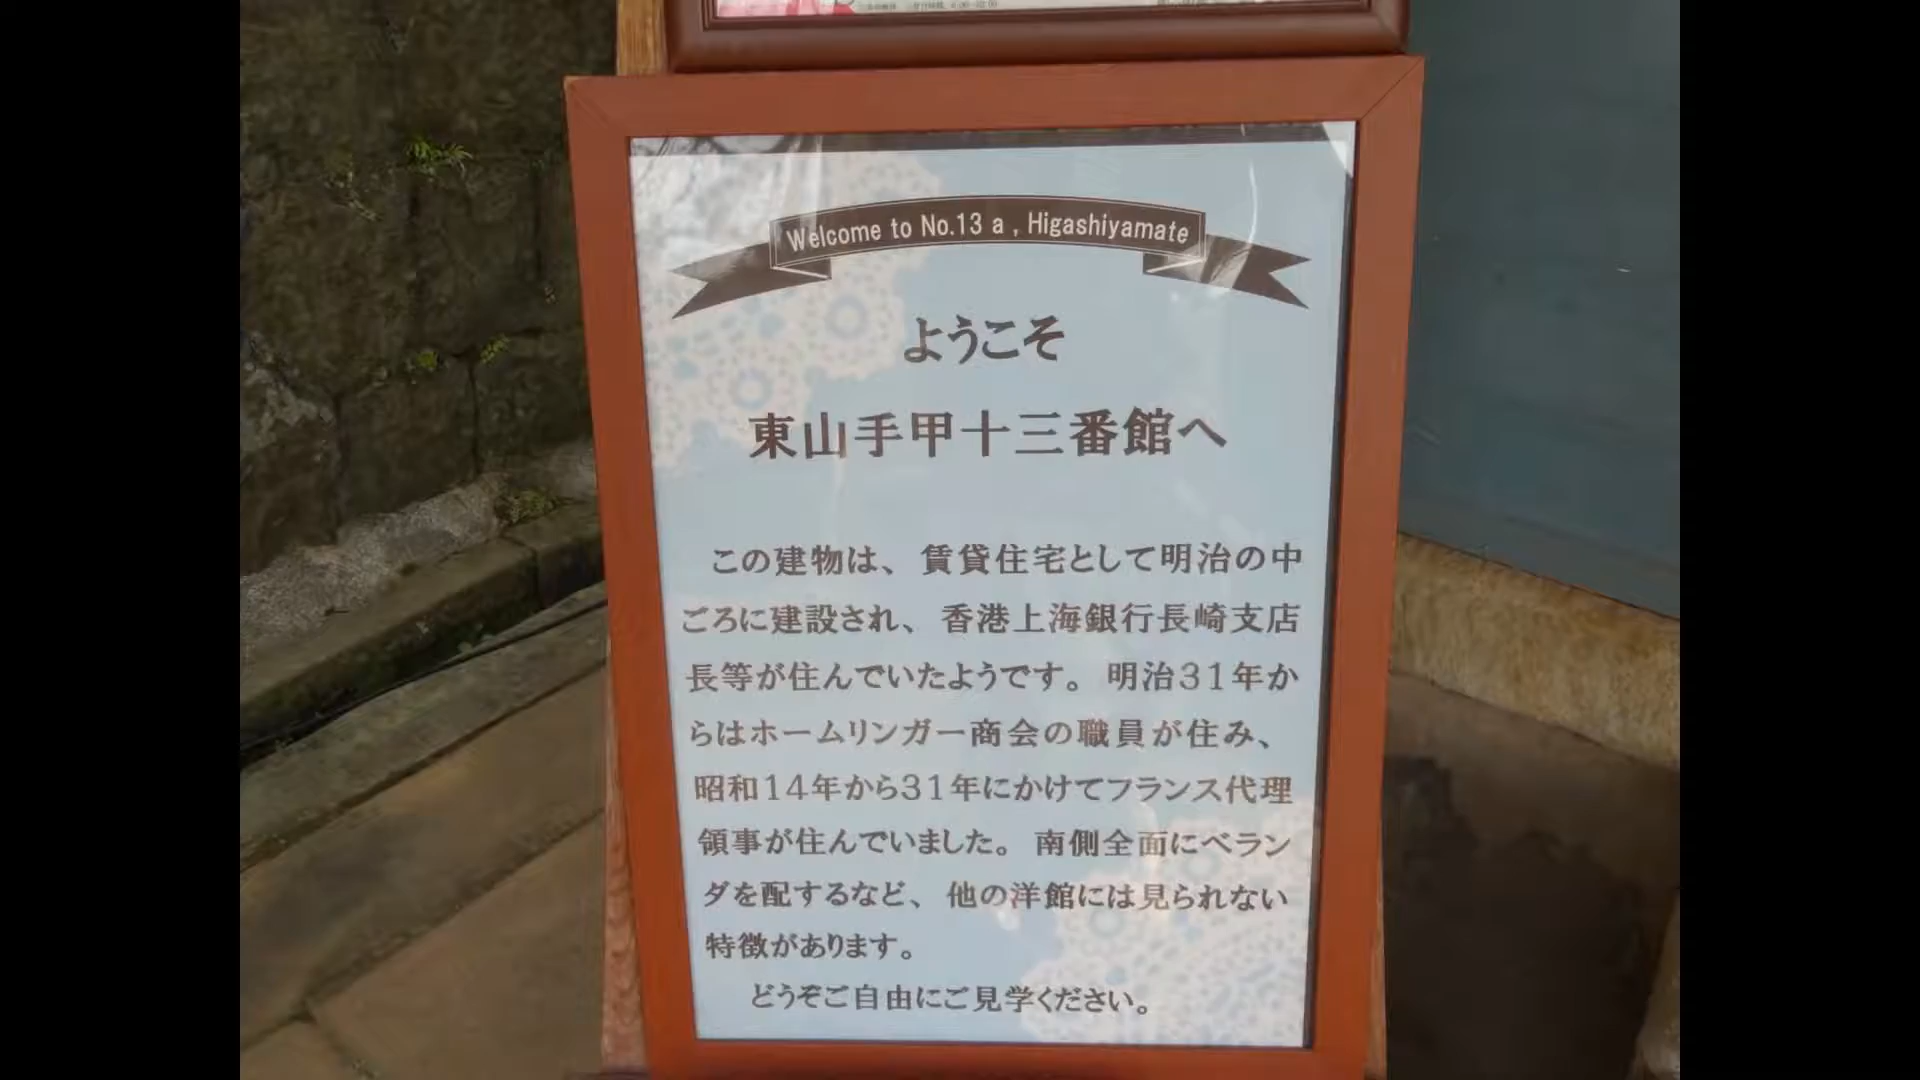 Welcome to No.13 a , Higashiyamate
ようこそ
東山手甲十三番館へ
この建物は、賃貸住宅として明治の中
ごろに建設され、香港上海銀行長崎支店
長等が住んでいたようです。明治31年か
らはホームリンガー商会の職員が住み、
昭和14年から31年にかけてフランス代理
領事が住んでいました。南側全面にベラン
ダを配するなど、他の洋館には見られない
特徴があります。
どうぞご自由にご見学ください。